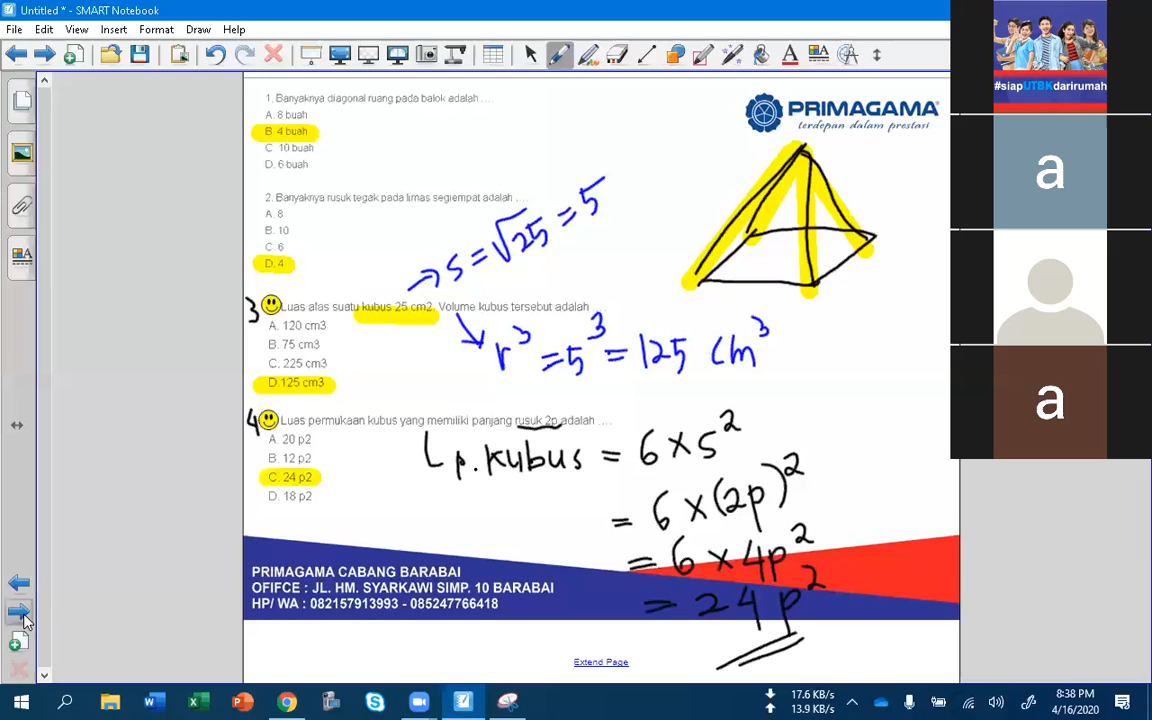 Untitled * - SMART Notebook
File Edit View Insert Format Draw Help
#siapUTBKdarirumah
1. Banyaknya diagonal ruang pada balok adalah ....
A. 8 buah
B. 4 buah
C 10 buah
D. 6 buah
PRIMAGAMA
terdepan dalam prestasi
2. Banyaknya rusuk tegak pada limas segiempat adalah ....
A. 8
B. 10
C. 6
D. 4
→ s = √25 = 5
3 Luas alas suatu kubus 25 cm2. Volume kubus tersebut adalah
A. 120 cm3
B. 75 cm3
C. 225 cm3
D.125 cm3
r³ = 5³ = 125 cm³
4 Luas permukaan kubus yang memiliki panjang rusuk 2p adalah ....
A. 20 p2
B. 12 p2
C. 24 p2
D. 18 p2
L p. kubus = 6 × s²
= 6 × (2p)²
= 6 × 4p²
= 24 p²
PRIMAGAMA CABANG BARABAI
OFIFCE : JL. HM. SYARKAWI SIMP. 10 BARABAI
HP/ WA : 082157913993 - 085247766418
Extend Page
a
a
17.6 KB/s
13.9 KB/s
8:38 PM
4/16/2020